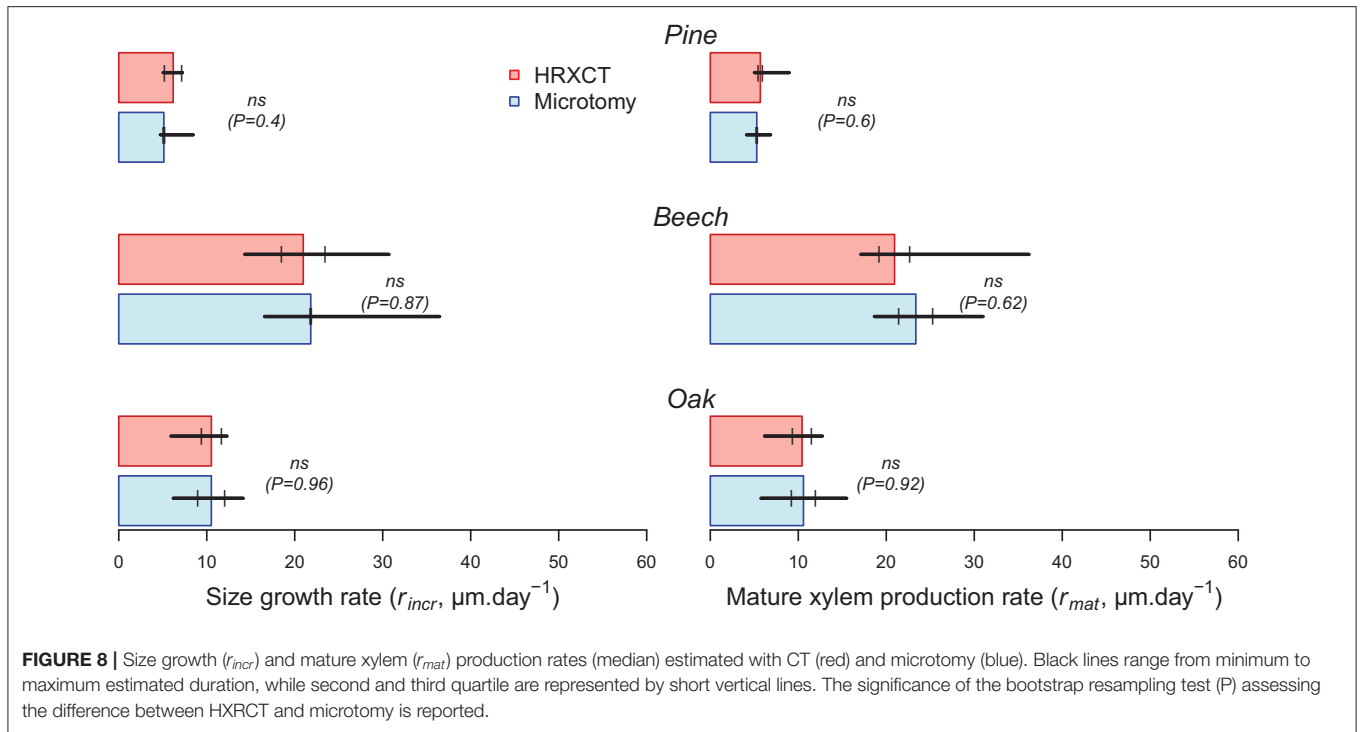 Pine
HRXCT
Microtomy
ns
(P=0.4)
ns
(P=0.6)
Beech
ns
(P=0.87)
ns
(P=0.62)
Oak
ns
(P=0.96)
ns
(P=0.92)
0 10 20 30 40 50 60
0 10 20 30 40 50 60
Size growth rate (r_incr, µm.day⁻¹)
Mature xylem production rate (r_mat, µm.day⁻¹)
FIGURE 8 | Size growth (r_incr) and mature xylem (r_mat) production rates (median) estimated with CT (red) and microtomy (blue). Black lines range from minimum to
maximum estimated duration, while second and third quartile are represented by short vertical lines. The significance of the bootstrap resampling test (P) assessing
the difference between HXRCT and microtomy is reported.